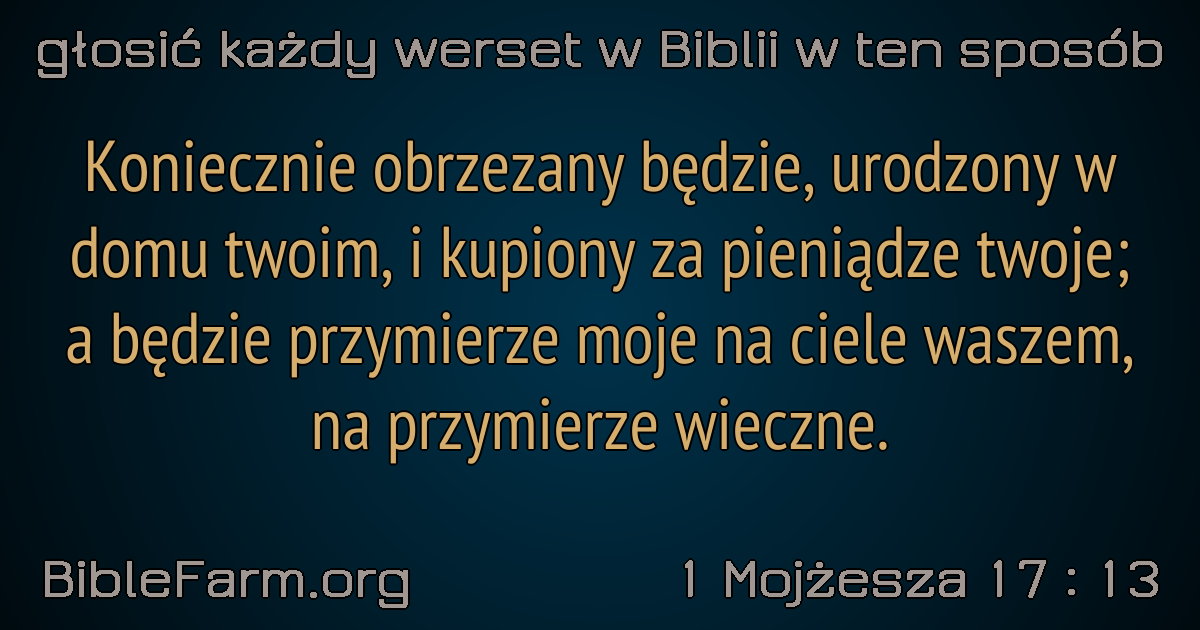 głosić każdy werset w Biblii w ten sposób
Koniecznie obrzezany będzie, urodzony w
domu twoim, i kupiony za pieniądze twoje;
a będzie przymierze moje na ciele waszem,
na przymierze wieczne.
BibleFarm.org
1 Mojżesza 17 : 13